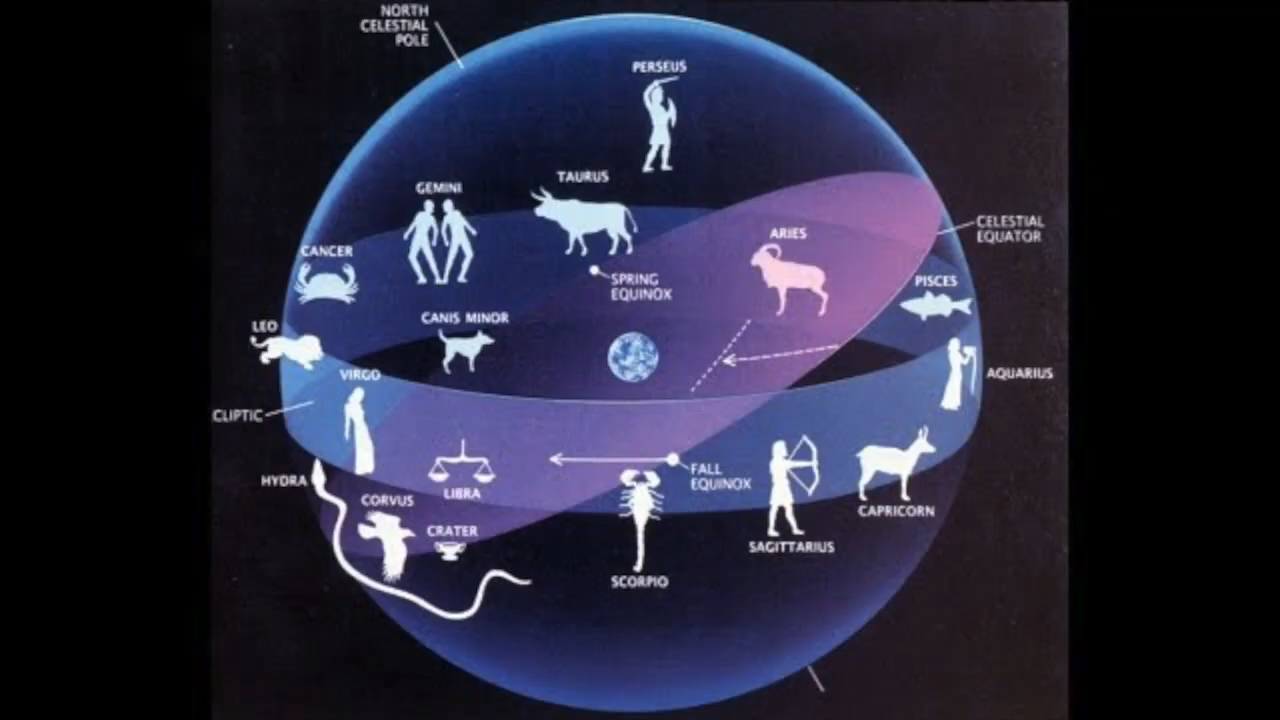 NORTH
CELESTIAL
POLE
PERSEUS
TAURUS
GEMINI
CELESTIAL
EQUATOR
ARIES
CANCER
SPRING
EQUINOX
PISCES
CANIS MINOR
LEO
VIRGO
AQUARIUS
CLIPTIC
FALL
EQUINOX
HYDRA
LIBRA
CORVUS
CAPRICORN
CRATER
SAGITTARIUS
SCORPIO